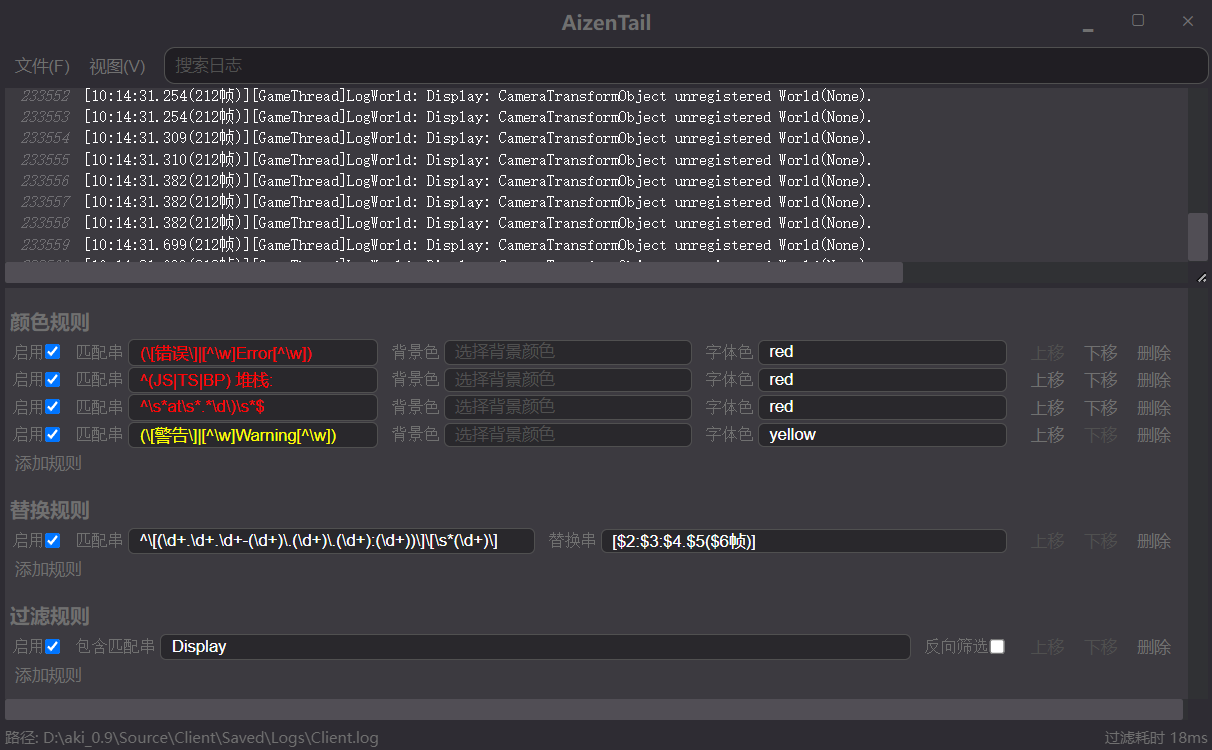 AizenTail
文件(F) 视图(V) 搜索日志
233552 [10:14:31.254(212帧)][GameThread]LogWorld: Display: CameraTransformObject unregistered World(None).
233553 [10:14:31.254(212帧)][GameThread]LogWorld: Display: CameraTransformObject unregistered World(None).
233554 [10:14:31.309(212帧)][GameThread]LogWorld: Display: CameraTransformObject unregistered World(None).
233555 [10:14:31.310(212帧)][GameThread]LogWorld: Display: CameraTransformObject unregistered World(None).
233556 [10:14:31.382(212帧)][GameThread]LogWorld: Display: CameraTransformObject unregistered World(None).
233557 [10:14:31.382(212帧)][GameThread]LogWorld: Display: CameraTransformObject unregistered World(None).
233558 [10:14:31.382(212帧)][GameThread]LogWorld: Display: CameraTransformObject unregistered World(None).
233559 [10:14:31.699(212帧)][GameThread]LogWorld: Display: CameraTransformObject unregistered World(None).
颜色规则
启用 匹配串 (\[错误\]|[^\w]Error[^\w]) 背景色 选择背景颜色 字体色 red 上移 下移 删除
启用 匹配串 ^(JS|TS|BP) 堆栈: 背景色 选择背景颜色 字体色 red 上移 下移 删除
启用 匹配串 ^\s*at\s*.*\d\)\s*$ 背景色 选择背景颜色 字体色 red 上移 下移 删除
启用 匹配串 (\[警告\]|[^\w]Warning[^\w]) 背景色 选择背景颜色 字体色 yellow 上移 下移 删除
添加规则
替换规则
启用 匹配串 ^\[(\d+.\d+.\d+-(\d+)\.(\d+)\.(\d+):(\d+))\]\[\s*(\d+)\] 替换串 [$2:$3:$4.$5($6帧)] 上移 下移 删除
添加规则
过滤规则
启用 包含匹配串 Display 反向筛选 上移 下移 删除
添加规则
路径: D:\aki_0.9\Source\Client\Saved\Logs\Client.log 过滤耗时 18ms